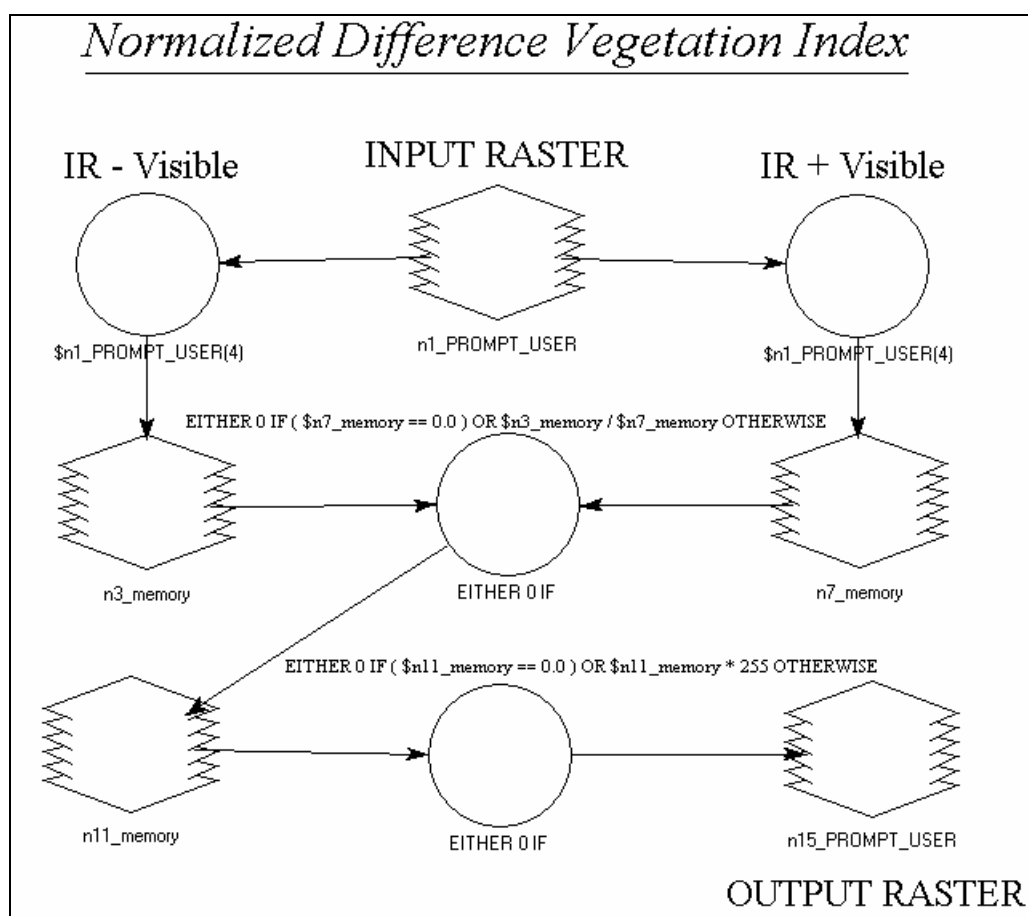 Normalized Difference Vegetation Index
IR - Visible
INPUT RASTER
IR + Visible
$n1_PROMPT_USER(4)
n1_PROMPT_USER
$n1_PROMPT_USER(4)
EITHER 0 IF ( $n7_memory == 0.0 ) OR $n3_memory / $n7_memory OTHERWISE
n3_memory
EITHER 0 IF
n7_memory
EITHER 0 IF ( $n11_memory == 0.0 ) OR $n11_memory * 255 OTHERWISE
n11_memory
EITHER 0 IF
n15_PROMPT_USER
OUTPUT RASTER